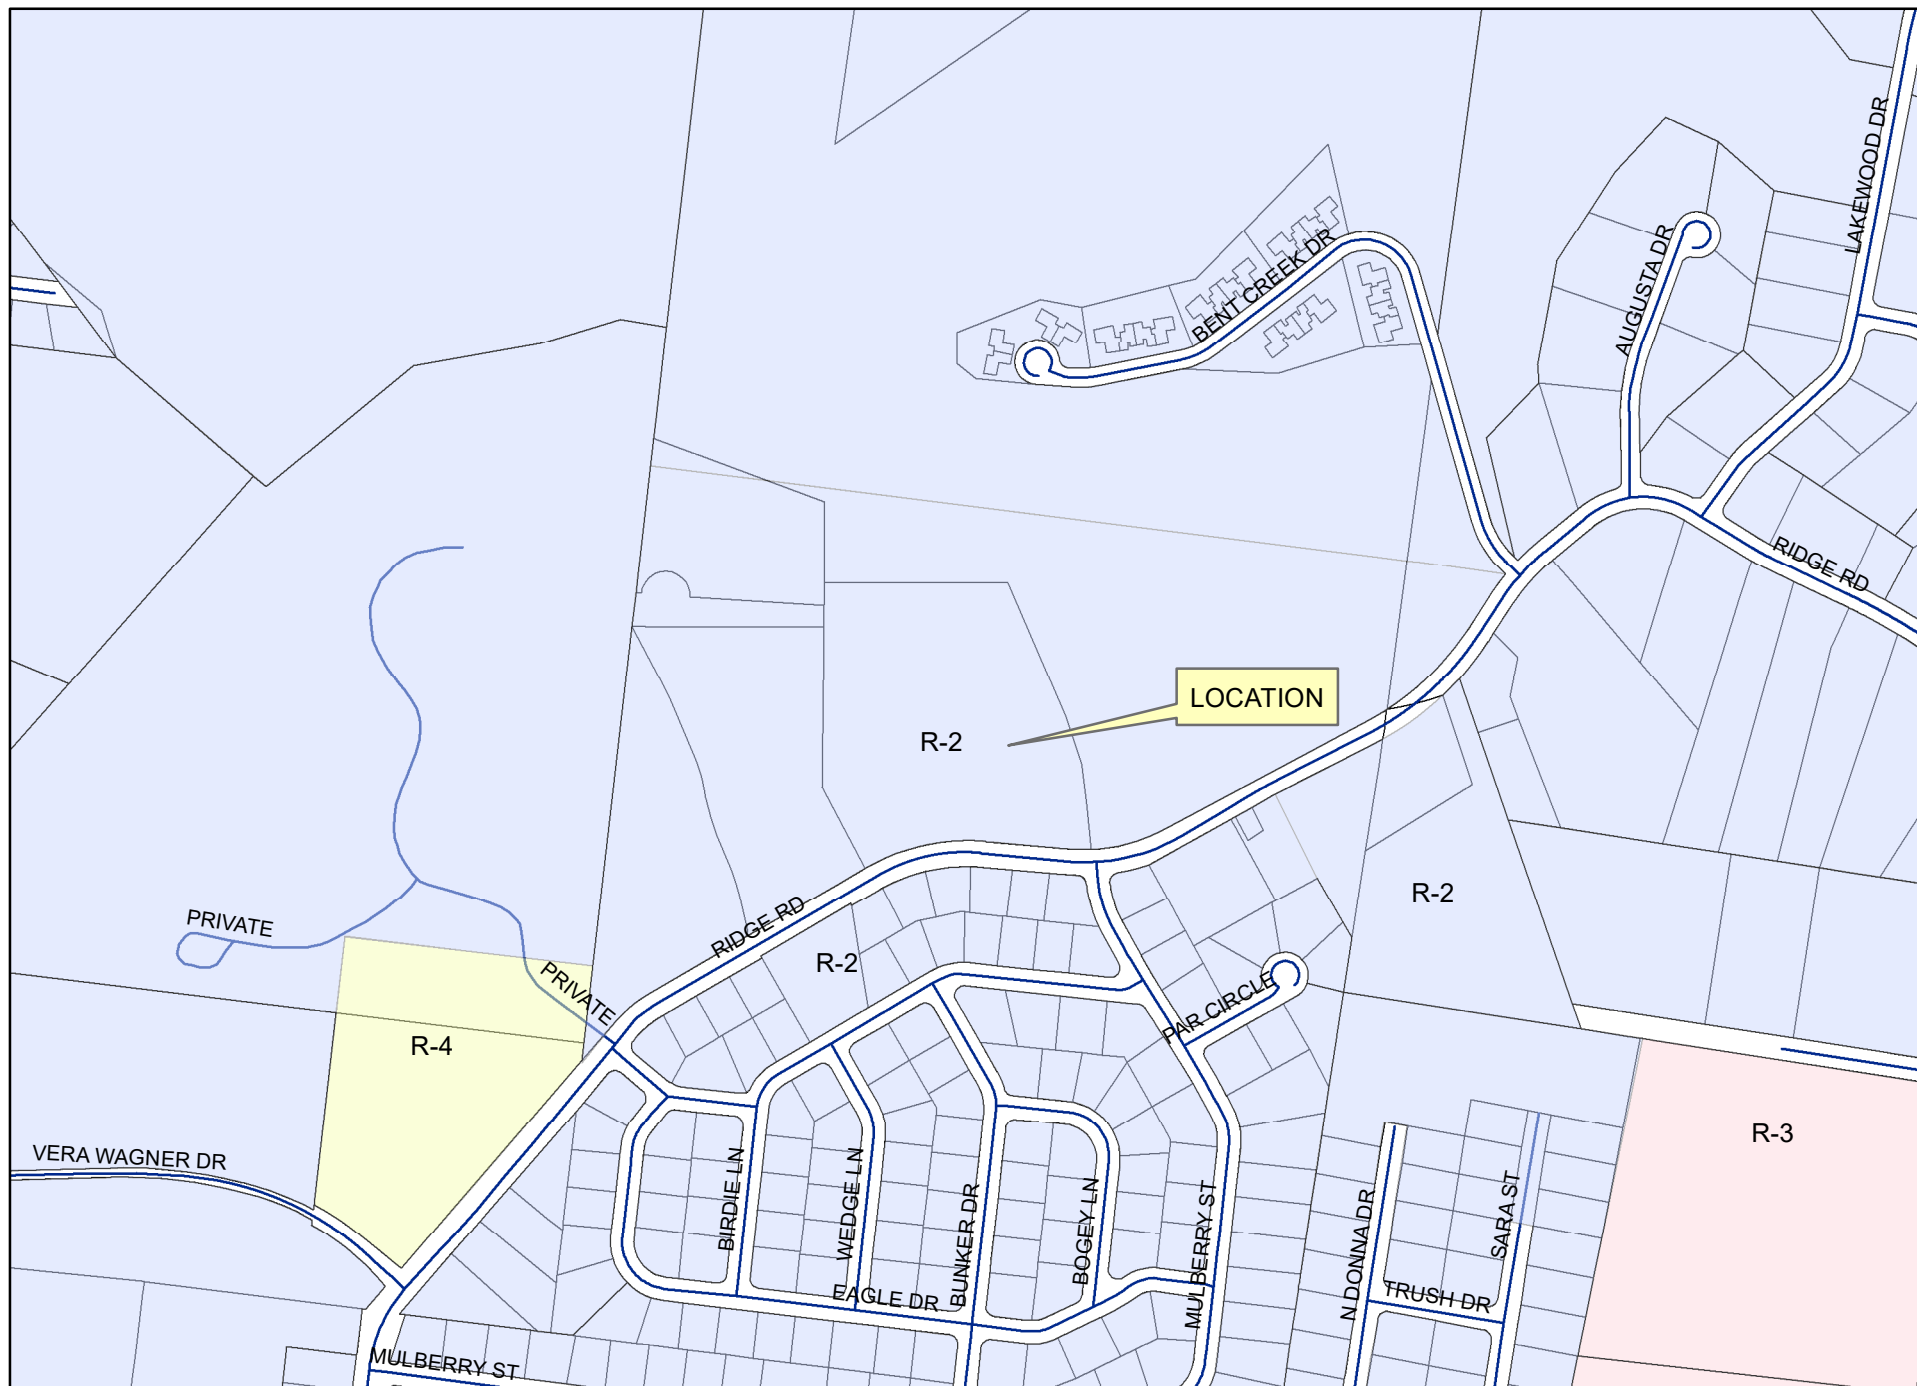 LAKEWOOD DR
AUGUSTA DR
BENT CREEK DR
RIDGE RD
LOCATION
R-2
R-2
PRIVATE
RIDGE RD
R-2
PRIVATE
PAR CIRCLE
R-4
R-3
VERA WAGNER DR
BIRDIE LN
WEDGE LN
BUNKER DR
BOGEY LN
MULBERRY ST
N DONNA DR
SARA ST
EAGLE DR
TRUSH DR
MULBERRY ST